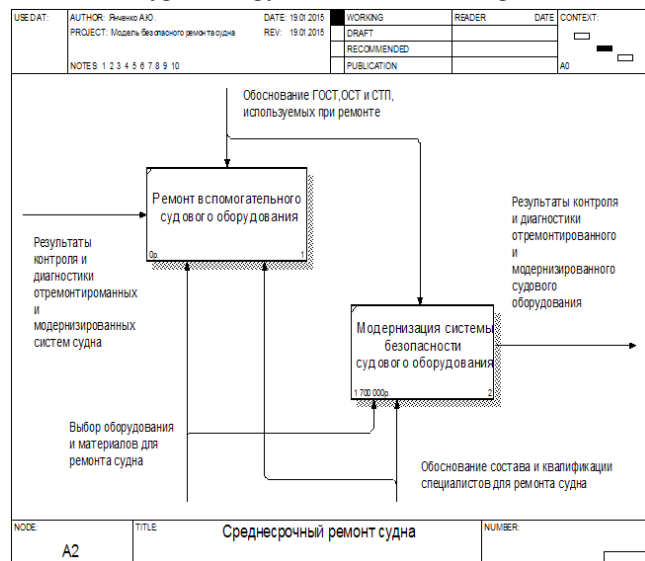 USED AT:
AUTHOR: Янченко А.Ю.
DATE: 19.01.2015
WORKING
READER
DATE
CONTEXT:
PROJECT: Модель безопасного ремонта судна
REV: 19.01.2015
DRAFT
RECOMMENDED
NOTES: 1 2 3 4 5 6 7 8 9 10
PUBLICATION
A0
Обоснование ГОСТ,ОСТ и СТП,
используемых при ремонте
Ремонт вспомогательного
судового оборудования
0р.
1
Результаты
контроля и
диагностики
отремонтироманных
и
модернизированных
систем судна
Результаты контроля
и диагностики
отремонтированного
и
модернизированного
судового
оборудования
Модернизация системы
безопасности
судового оборудования
1 700 000р.
2
Выбор оборудования
и материалов для
ремонта судна
Обоснование состава и квалификации
специалистов для ремонта судна
NODE:
TITLE:
Среднесрочный ремонт судна
NUMBER:
A2